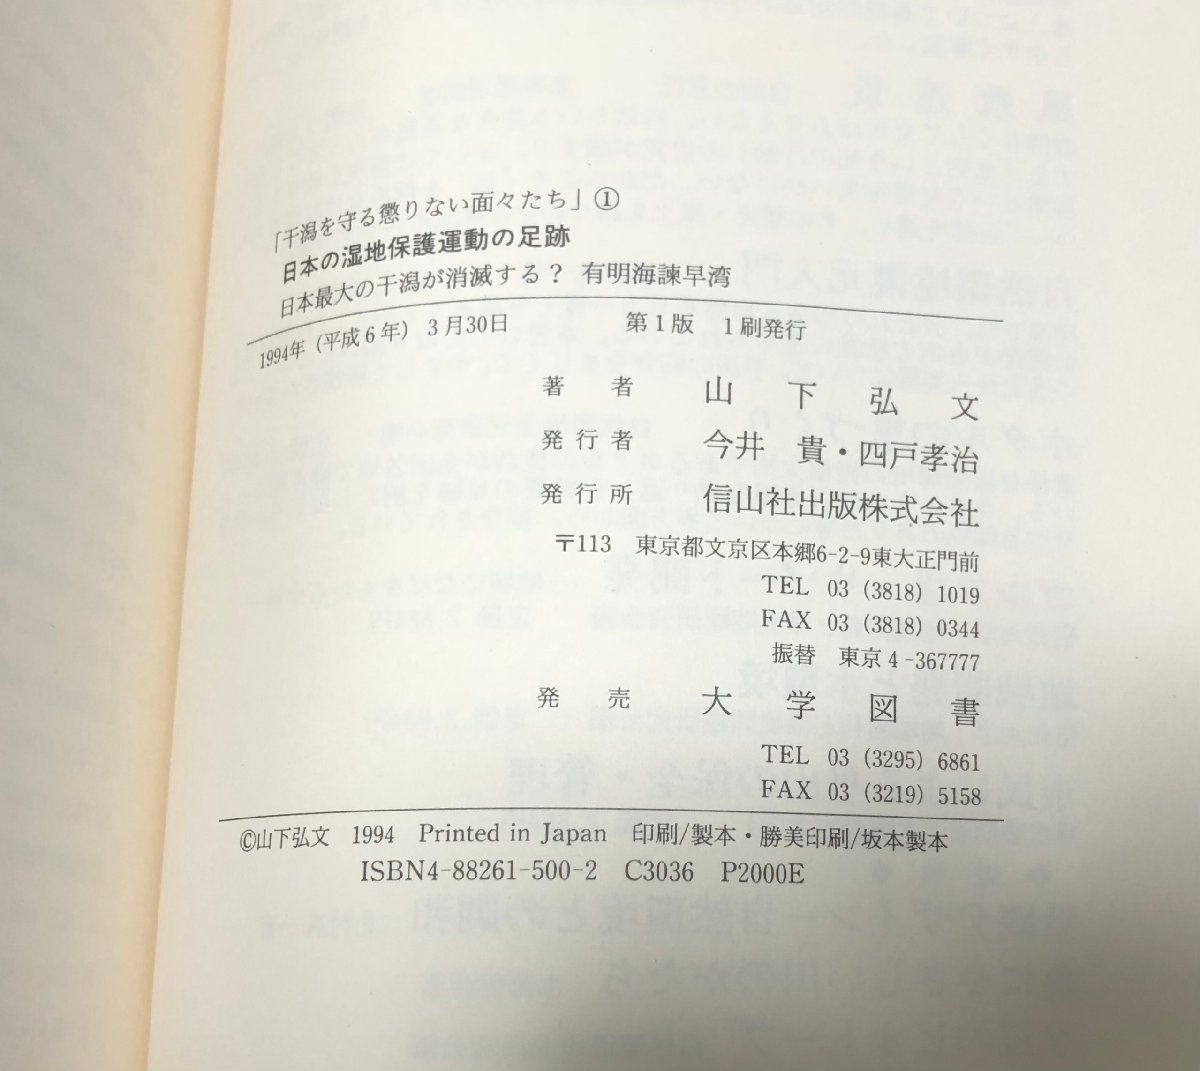 「干潟を守る懲りない面々たち」①
日本の湿地保護運動の足跡
日本最大の干潟が消滅する? 有明海諫早湾
1994年(平成6年) 3月30日 第1版 1刷発行
著者 山下弘文
発行者 今井 貴・四戸孝治
発行所 信山社出版株式会社
〒113 東京都文京区本郷6-2-9東大正門前
TEL 03 (3818) 1019
FAX 03 (3818) 0344
振替 東京4-367777
発売 大学図書
TEL 03 (3295) 6861
FAX 03 (3219) 5158
©山下弘文 1994 Printed in Japan 印刷/製本・勝美印刷/坂本製本
ISBN4-88261-500-2 C3036 P2000E